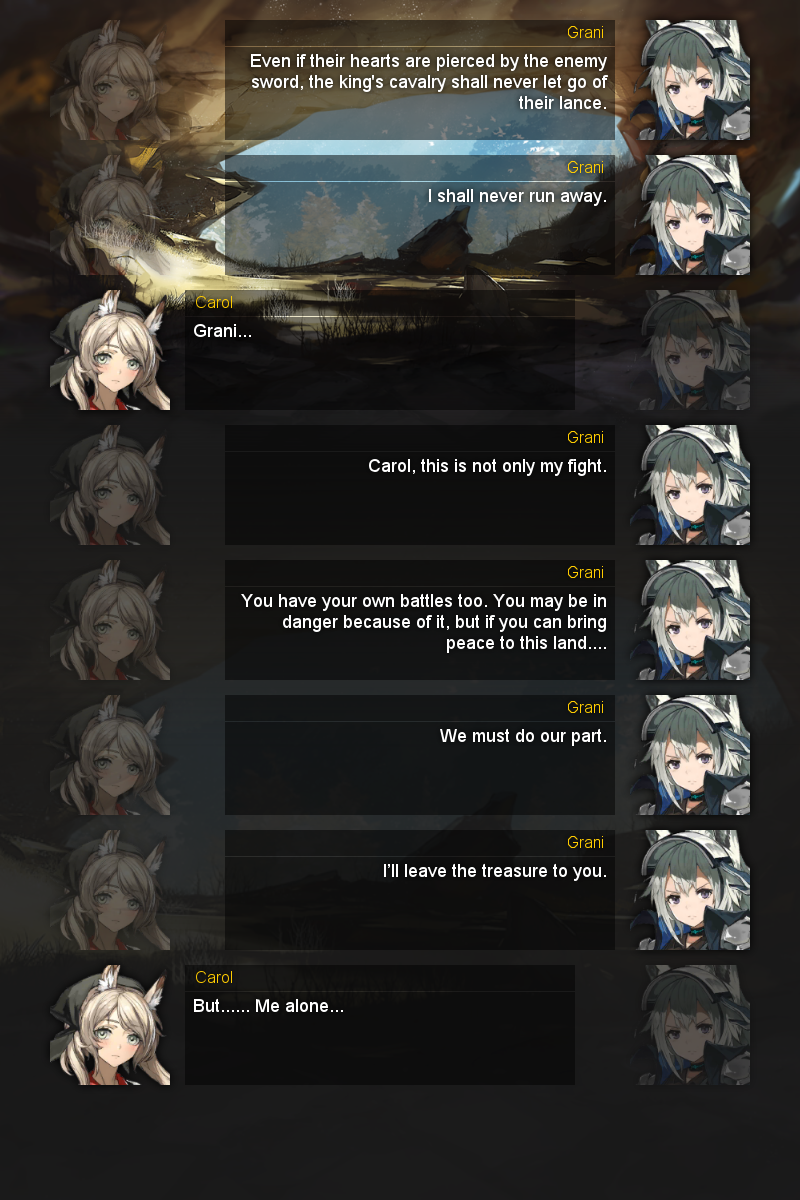 Grani
Even if their hearts are pierced by the enemy
sword, the king's cavalry shall never let go of
their lance.
Grani
I shall never run away.
Carol
Grani...
Grani
Carol, this is not only my fight.
Grani
You have your own battles too. You may be in
danger because of it, but if you can bring
peace to this land....
Grani
We must do our part.
Grani
I’ll leave the treasure to you.
Carol
But...... Me alone...